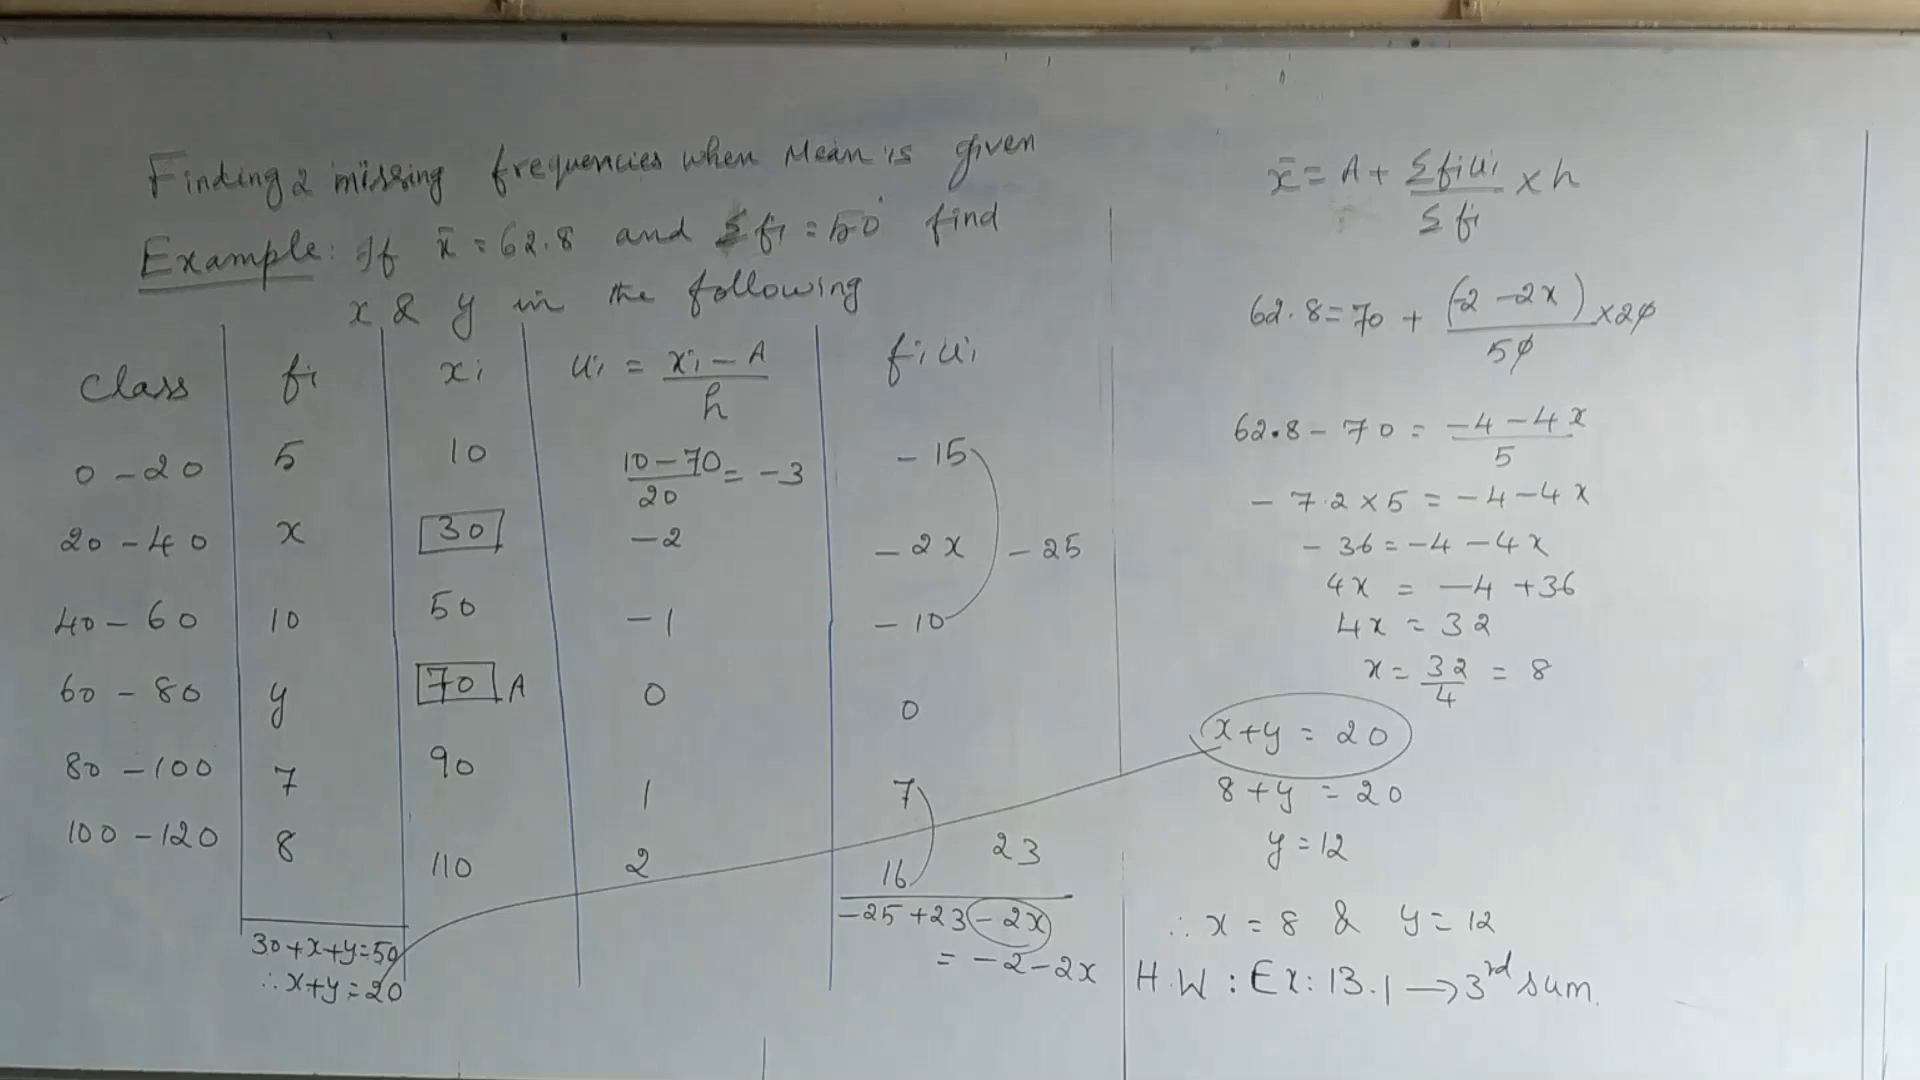 Finding 2 missing frequencies when Mean is given
Example: If x̄ = 62.8 and Σfi = 50 find
x & y in the following
Class fi xi ui = (xi - A)/h fiui
0 - 20 5 10 (10 - 70)/20 = -3 - 15
20 - 40 x 30 -2 - 2x - 25
40 - 60 10 50 -1 - 10
60 - 80 y 70 A 0 0
80 - 100 7 90 1 7
100 - 120 8 110 2 16 23
30 + x + y = 50
∴ x + y = 20
-25 + 23 - 2x
= -2 - 2x
x̄ = A + Σfiui/Σfi × h
62.8 = 70 + (-2 - 2x)/50 × 20
62.8 - 70 = (-4 - 4x)/5
- 7.2 × 5 = -4 - 4x
- 36 = -4 - 4x
4x = -4 + 36
4x = 32
x = 32/4 = 8
x + y = 20
8 + y = 20
y = 12
∴ x = 8 & y = 12
H.W : Ex: 13.1 → 3rd sum.